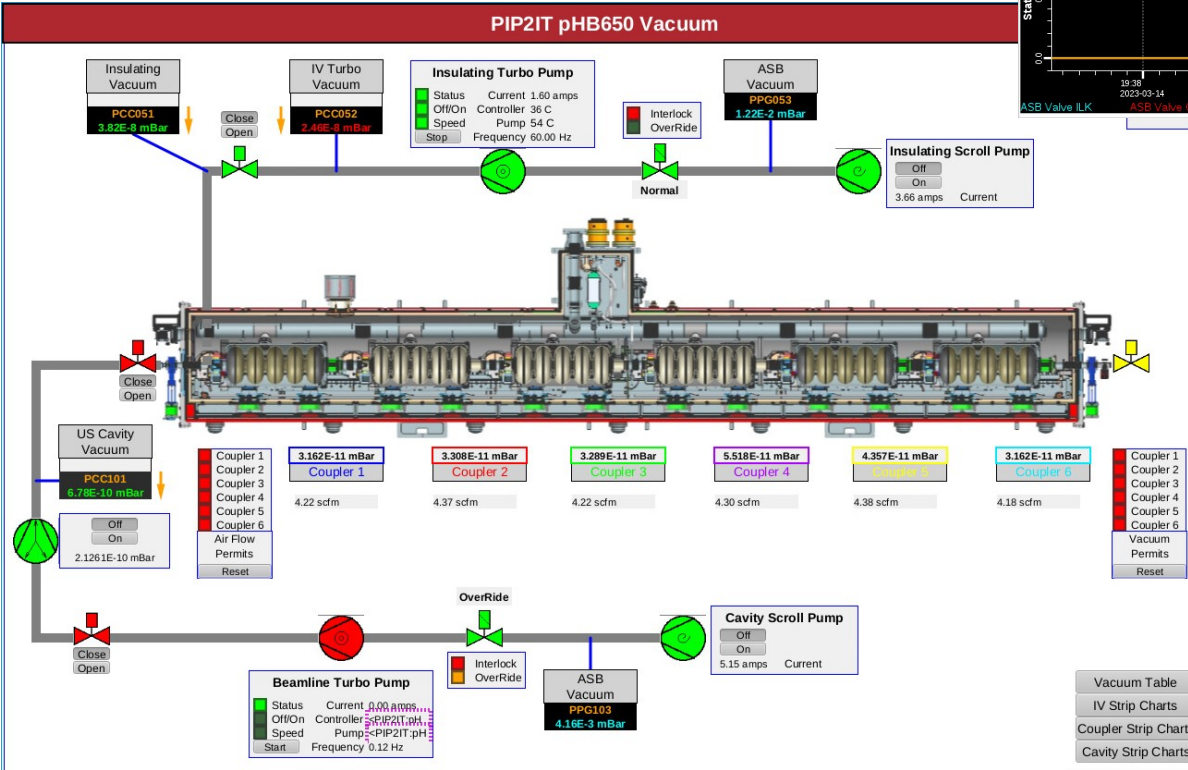 PIP2IT pHB650 Vacuum
0.0
19:38
2023-03-14
ASB Valve ILK
Insulating
Vacuum
PCC051
3.82E-8 mBar
Close
Open
IV Turbo
Vacuum
PCC052
2.46E-8 mBar
Insulating Turbo Pump
Status Current 1.60 amps
Off/On Controller 36 C
Speed Pump 54 C
Stop Frequency 60.00 Hz
Interlock
OverRide
Normal
ASB
Vacuum
PPG053
1.22E-2 mBar
Insulating Scroll Pump
Off
On
3.66 amps Current
Close
Open
US Cavity
Vacuum
PCC101
6.78E-10 mBar
Off
On
2.1261E-10 mBar
Coupler 1
Coupler 2
Coupler 3
Coupler 4
Coupler 5
Coupler 6
Air Flow
Permits
Reset
3.162E-11 mBar
Coupler 1
4.22 scfm
3.308E-11 mBar
Coupler 2
4.37 scfm
3.289E-11 mBar
Coupler 3
4.22 scfm
5.518E-11 mBar
Coupler 4
4.30 scfm
4.357E-11 mBar
Coupler 5
4.38 scfm
3.162E-11 mBar
Coupler 6
4.18 scfm
Coupler 1
Coupler 2
Coupler 3
Coupler 4
Coupler 5
Coupler 6
Vacuum
Permits
Reset
Close
Open
Beamline Turbo Pump
Status Current 0.00 amps
Off/On Controller <PIP2IT:pH
Speed Pump <PIP2IT:pH
Start Frequency 0.12 Hz
OverRide
Interlock
OverRide
ASB
Vacuum
PPG103
4.16E-3 mBar
Cavity Scroll Pump
Off
On
5.15 amps Current
Vacuum Table
IV Strip Charts
Coupler Strip Chart
Cavity Strip Charts